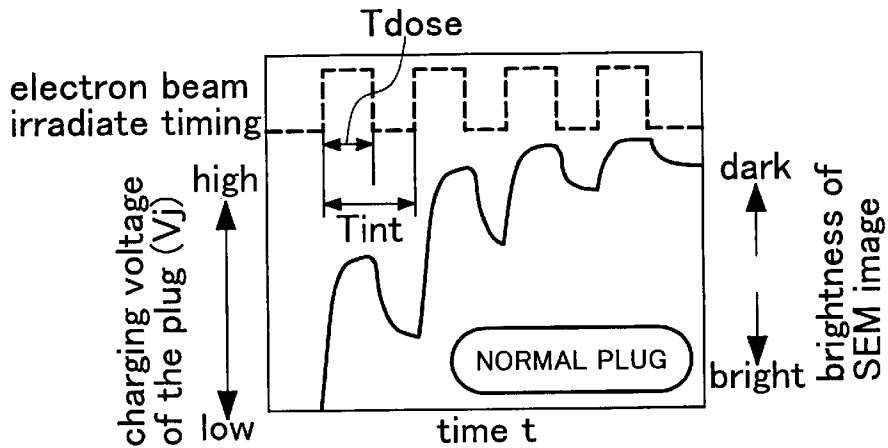 Tdose
electron beam
irradiate timing
high
Tint
charging voltage
of the plug (Vj)
low
dark
brightness of
SEM image
NORMAL PLUG
bright
time t